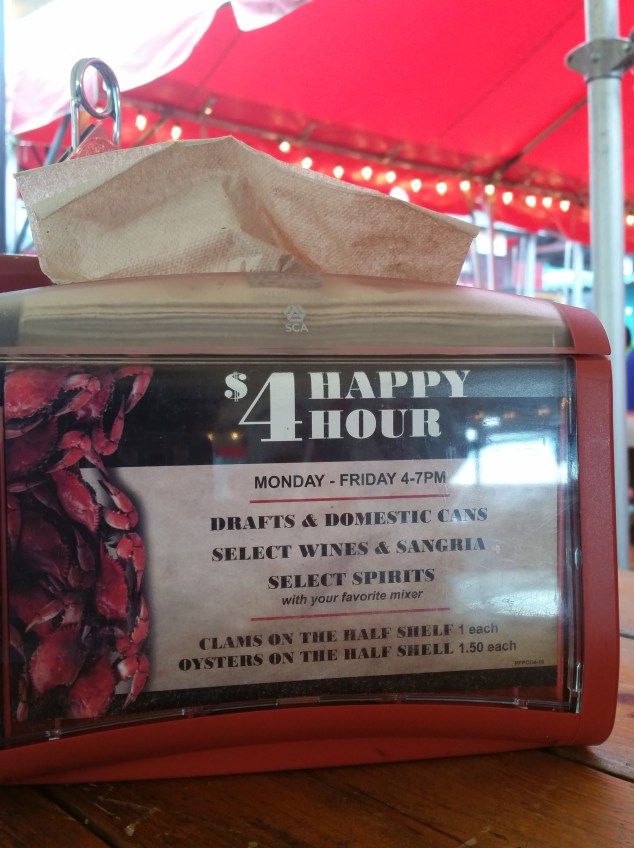 SCA
$4 HAPPY
HOUR
MONDAY - FRIDAY 4-7PM
DRAFTS & DOMESTIC CANS
SELECT WINES & SANGRIA
SELECT SPIRITS
with your favorite mixer
CLAMS ON THE HALF SHELF 1 each
OYSTERS ON THE HALF SHELL 1.50 each